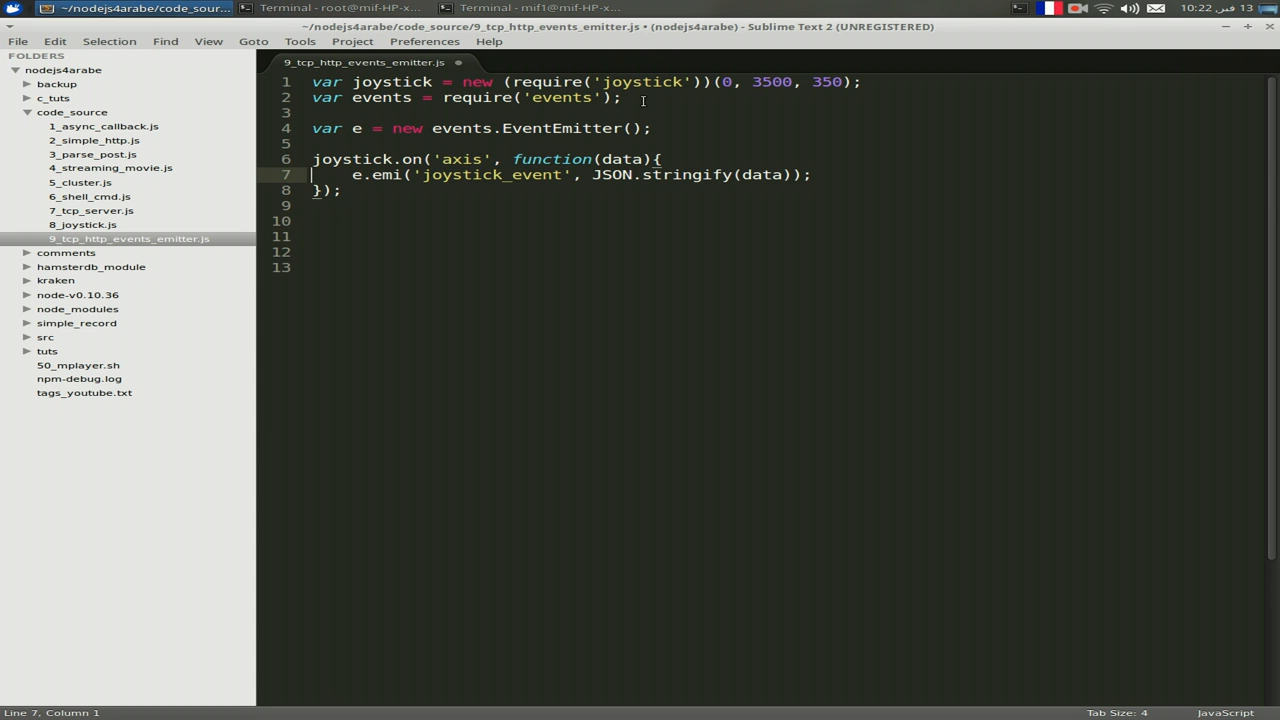 ~/nodejs4arabe/code_sour...
Terminal - root@mif-HP-x...
Terminal - mif1@mif-HP-x...
10:22 ,فبر 13
~/nodejs4arabe/code_source/9_tcp_http_events_emitter.js • (nodejs4arabe) - Sublime Text 2 (UNREGISTERED)
File Edit Selection Find View Goto Tools Project Preferences Help
FOLDERS
nodejs4arabe
backup
c_tuts
code_source
1_async_callback.js
2_simple_http.js
3_parse_post.js
4_streaming_movie.js
5_cluster.js
6_shell_cmd.js
7_tcp_server.js
8_joystick.js
9_tcp_http_events_emitter.js
comments
hamsterdb_module
kraken
node-v0.10.36
node_modules
simple_record
src
tuts
50_mplayer.sh
npm-debug.log
tags_youtube.txt
9_tcp_http_events_emitter.js
1 var joystick = new (require('joystick'))(0, 3500, 350);
2 var events = require('events');
3
4 var e = new events.EventEmitter();
5
6 joystick.on('axis', function(data){
7     e.emi('joystick_event', JSON.stringify(data));
8 });
9
10
11
12
13
Line 7, Column 1
Tab Size: 4
JavaScript